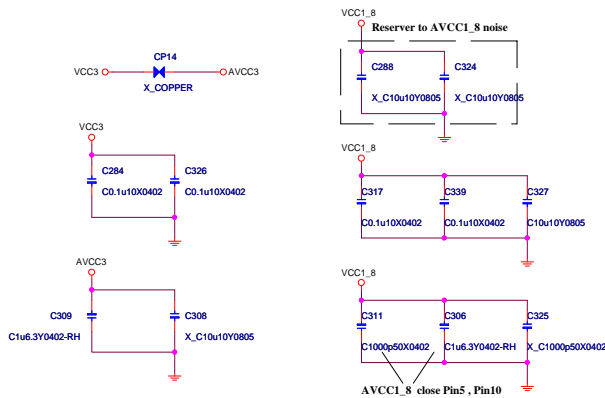 CP14
VCC3
AVCC3
X_COPPER
VCC3
C284
C326
C0.1u10X0402
C0.1u10X0402
AVCC3
C309
C308
C1u6.3Y0402-RH
X_C10u10Y0805
VCC1_8
Reserver to AVCC1_8 noise
C288
C324
X_C10u10Y0805
X_C10u10Y0805
VCC1_8
C317
C339
C327
C0.1u10X0402
C0.1u10X0402
C10u10Y0805
VCC1_8
C311
C306
C325
C1000p50X0402
C1u6.3Y0402-RH
X_C1000p50X0402
AVCC1_8 close Pin5 , Pin10